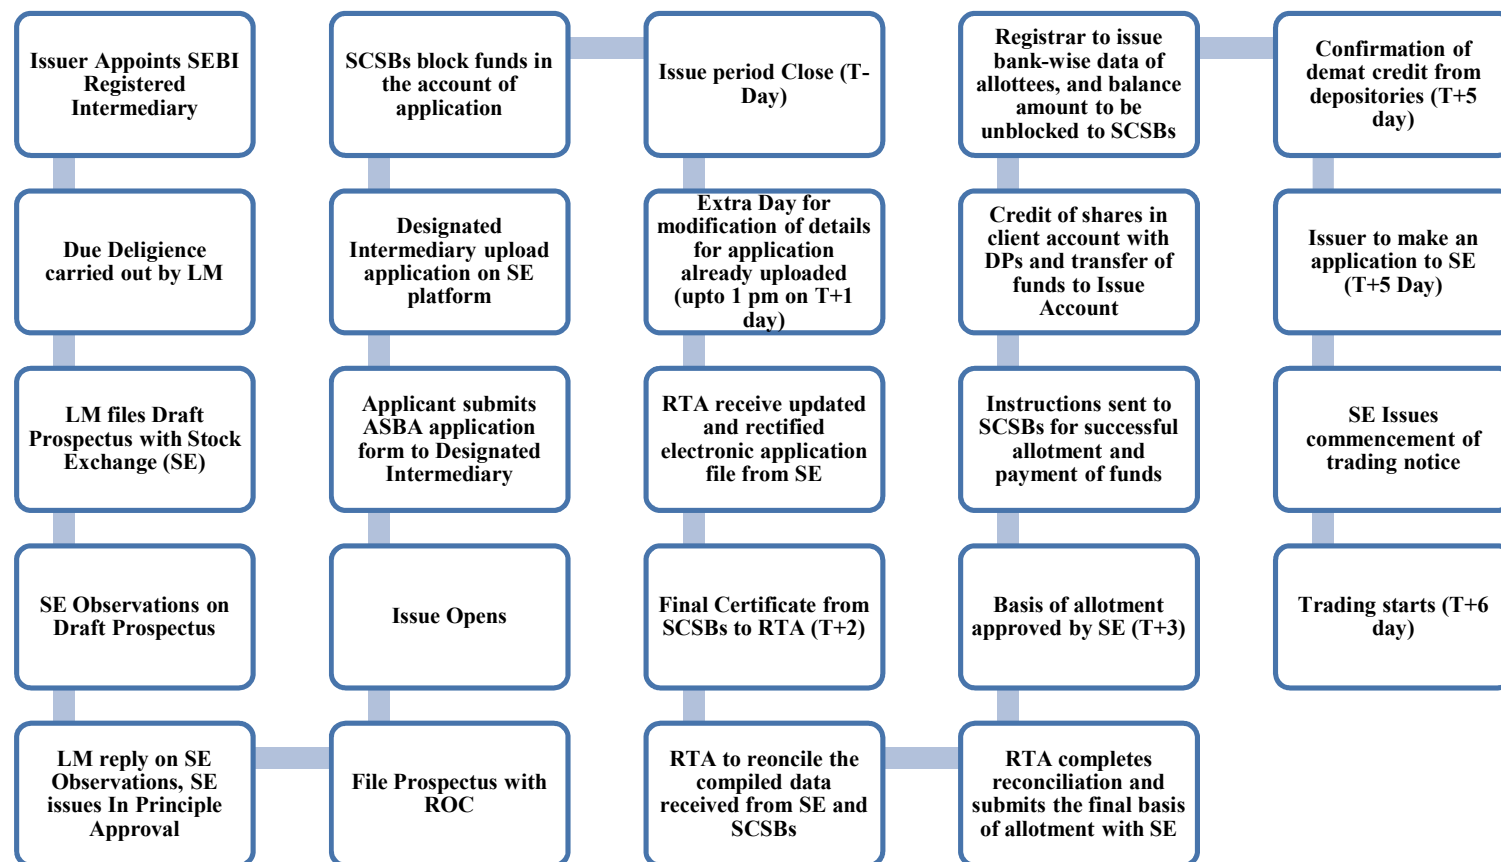 Issuer Appoints SEBI
Registered
Intermediary
Due Deligience
carried out by LM
LM files Draft
Prospectus with Stock
Exchange (SE)
SE Observations on
Draft Prospectus
LM reply on SE
Observations, SE
issues In Principle
Approval
File Prospectus with
ROC
Issue Opens
Applicant submits
ASBA application
form to Designated
Intermediary
Designated
Intermediary upload
application on SE
platform
SCSBs block funds in
the account of
application
Issue period Close (T-
Day)
Extra Day for
modification of details
for application
already uploaded
(upto 1 pm on T+1
day)
RTA receive updated
and rectified
electronic application
file from SE
Final Certificate from
SCSBs to RTA (T+2)
RTA to reconcile the
compiled data
received from SE and
SCSBs
RTA completes
reconciliation and
submits the final basis
of allotment with SE
Basis of allotment
approved by SE (T+3)
Instructions sent to
SCSBs for successful
allotment and
payment of funds
Credit of shares in
client account with
DPs and transfer of
funds to Issue
Account
Registrar to issue
bank-wise data of
allottees, and balance
amount to be
unblocked to SCSBs
Confirmation of
demat credit from
depositories (T+5
day)
Issuer to make an
application to SE
(T+5 Day)
SE Issues
commencement of
trading notice
Trading starts (T+6
day)